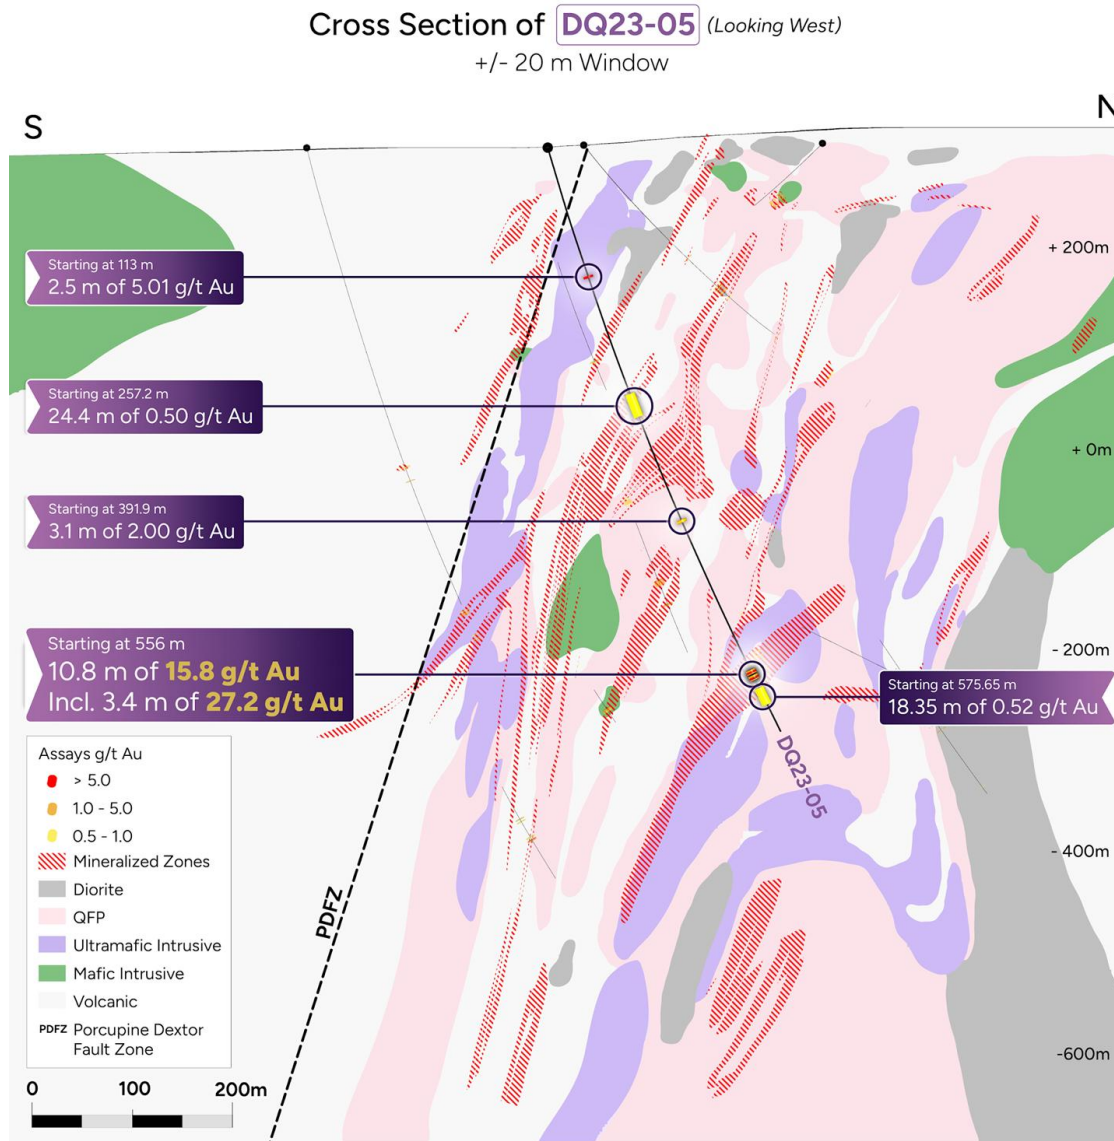 Cross Section of DQ23-05 (Looking West)
+/- 20 m Window
S
N
Starting at 113 m
2.5 m of 5.01 g/t Au
+ 200m
Starting at 257.2 m
24.4 m of 0.50 g/t Au
+ 0m
Starting at 391.9 m
3.1 m of 2.00 g/t Au
Starting at 556 m
10.8 m of 15.8 g/t Au
Incl. 3.4 m of 27.2 g/t Au
- 200m
Starting at 575.65 m
18.35 m of 0.52 g/t Au
DQ23-05
- 400m
PDFZ
-600m
Assays g/t Au
> 5.0
1.0 - 5.0
0.5 - 1.0
Mineralized Zones
Diorite
QFP
Ultramafic Intrusive
Mafic Intrusive
Volcanic
PDFZ Porcupine Dextor
Fault Zone
0 100 200m